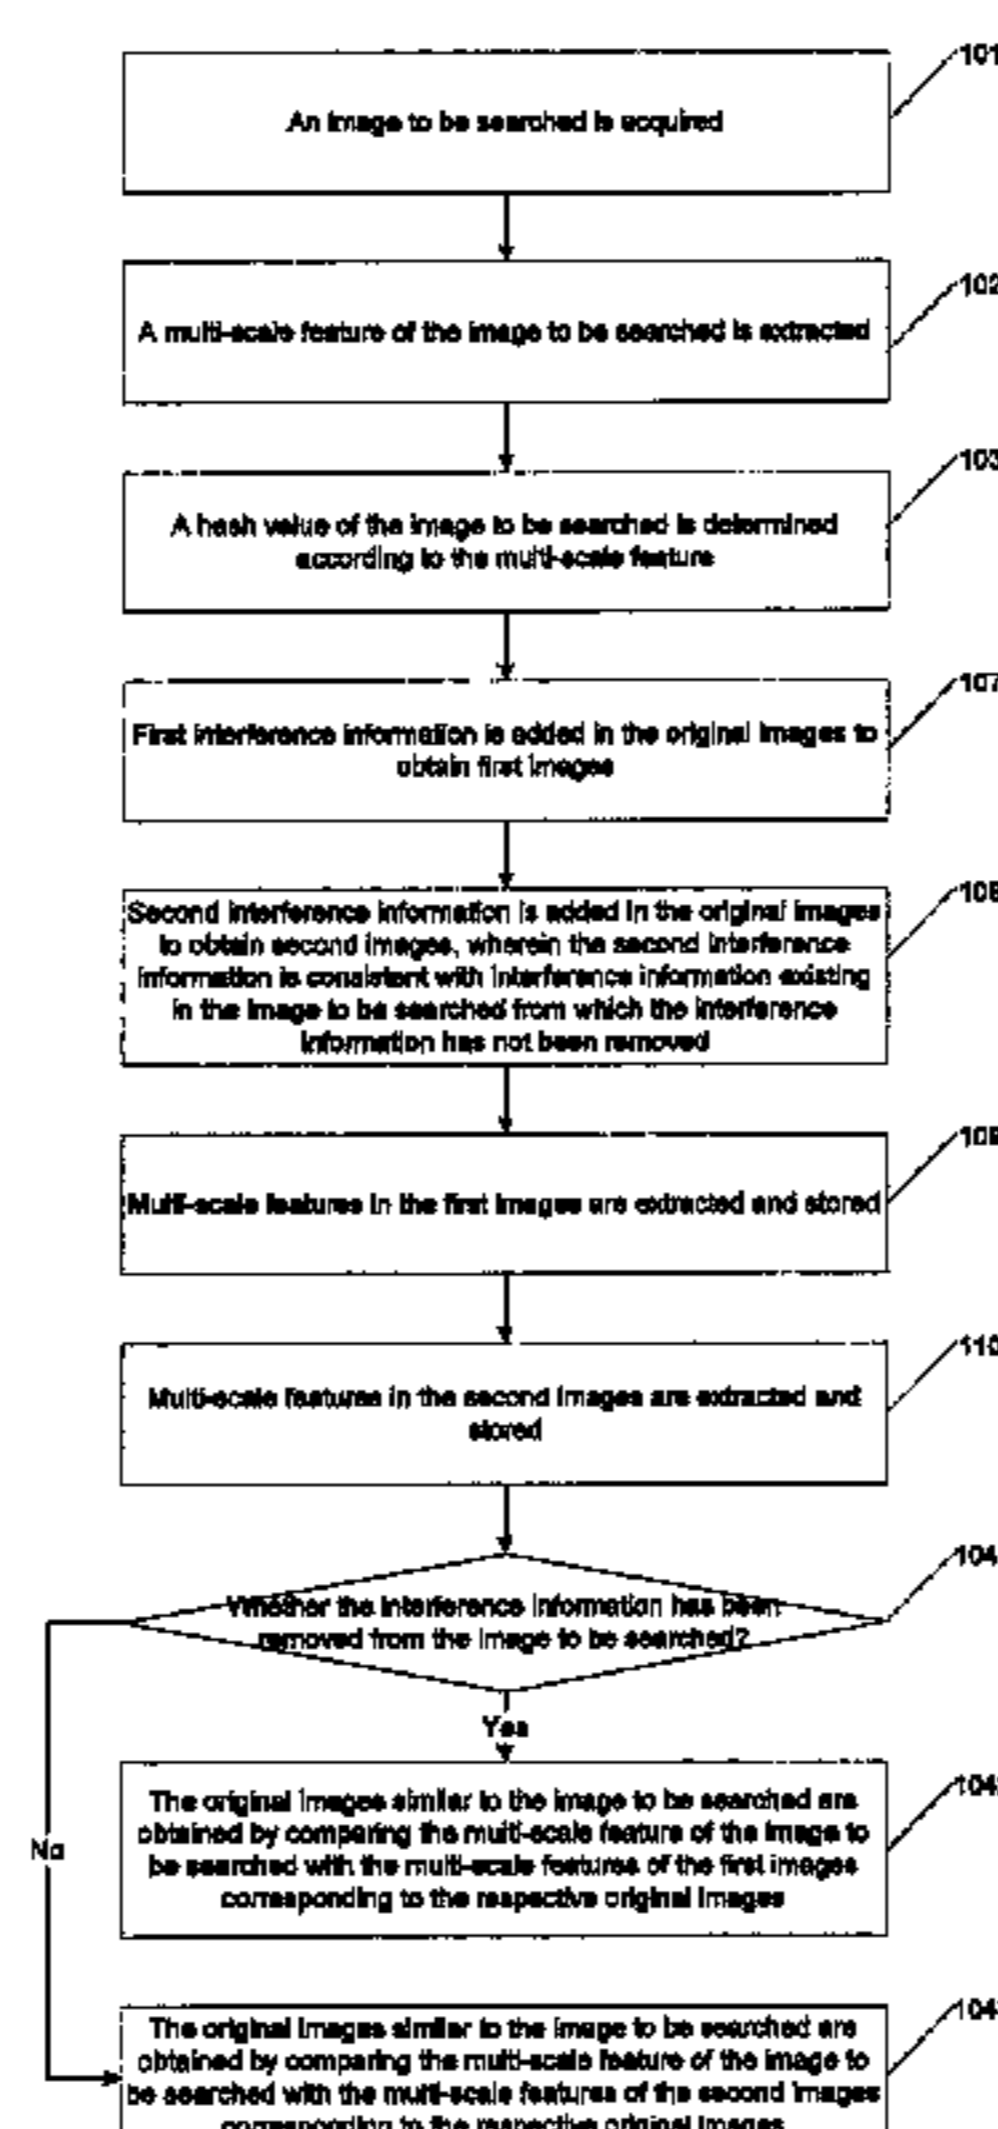 101
An image to be searched is acquired
102
A multi-scale feature of the image to be searched is extracted
103
A hash value of the image to be searched is determined
according to the multi-scale feature
107
First interference information is added in the original images to
obtain first images
108
Second interference information is added in the original images
to obtain second images, wherein the second interference
information is consistent with interference information existing
in the image to be searched from which the interference
information has not been removed
109
Multi-scale features in the first images are extracted and stored
110
Multi-scale features in the second images are extracted and
stored
104
Whether the interference information has been
removed from the image to be searched?
Yes
104
The original images similar to the image to be searched are
obtained by comparing the multi-scale feature of the image to
be searched with the multi-scale features of the first images
corresponding to the respective original images
No
104
The original images similar to the image to be searched are
obtained by comparing the multi-scale feature of the image to
be searched with the multi-scale features of the second images
corresponding to the respective original images